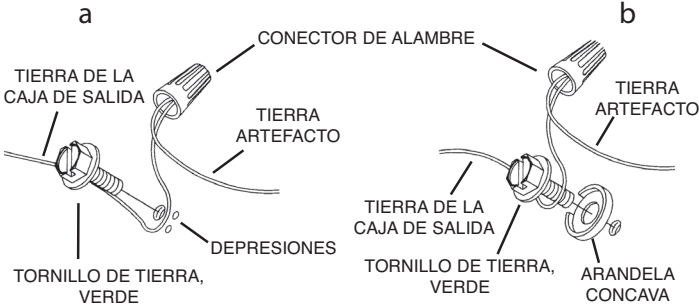 a
b
CONECTOR DE ALAMBRE
TIERRA DE LA
CAJA DE SALIDA
TIERRA
ARTEFACTO
DEPRESIONES
TORNILLO DE TIERRA,
VERDE
TIERRA
ARTEFACTO
TIERRA DE LA
CAJA DE SALIDA
TORNILLO DE TIERRA,
VERDE
ARANDELA
CONCAVA